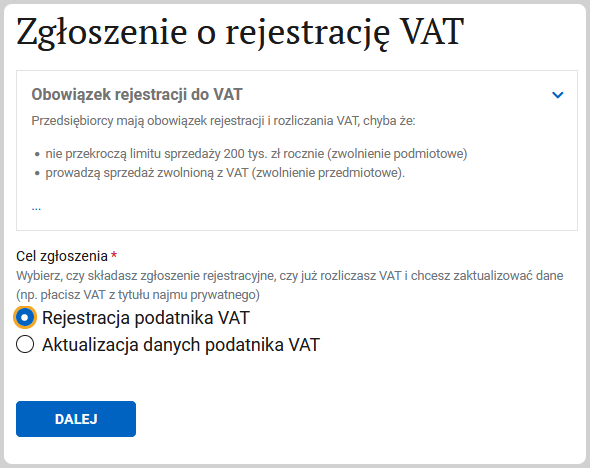 Zgłoszenie o rejestrację VAT
Obowiązek rejestracji do VAT
Przedsiębiorcy mają obowiązek rejestracji i rozliczania VAT, chyba że:
• nie przekroczą limitu sprzedaży 200 tys. zł rocznie (zwolnienie podmiotowe)
• prowadzą sprzedaż zwolnioną z VAT (zwolnienie przedmiotowe).
...
Cel zgłoszenia *
Wybierz, czy składasz zgłoszenie rejestracyjne, czy już rozliczasz VAT i chcesz zaktualizować dane
(np. płacisz VAT z tytułu najmu prywatnego)
Rejestracja podatnika VAT
Aktualizacja danych podatnika VAT
DALEJ